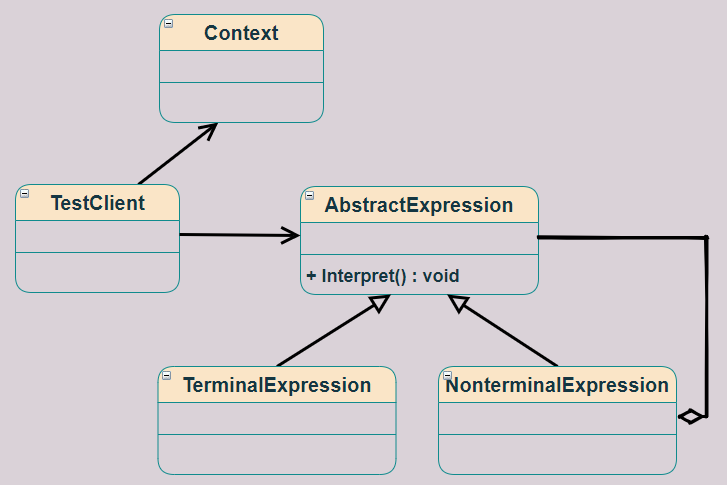 Context
TestClient
AbstractExpression
+ Interpret() : void
TerminalExpression
NonterminalExpression